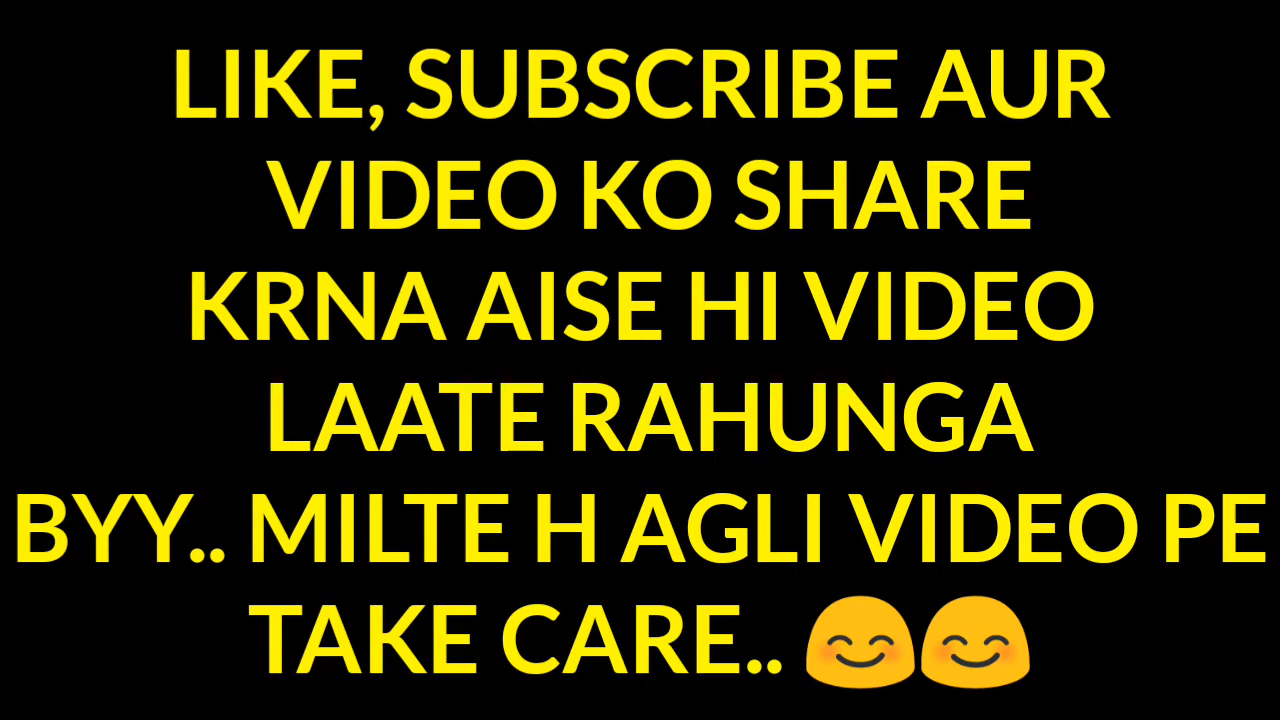 LIKE, SUBSCRIBE AUR
VIDEO KO SHARE
KRNA AISE HI VIDEO
LAATE RAHUNGA
BYY.. MILTE H AGLI VIDEO PE
TAKE CARE.. 😊😊